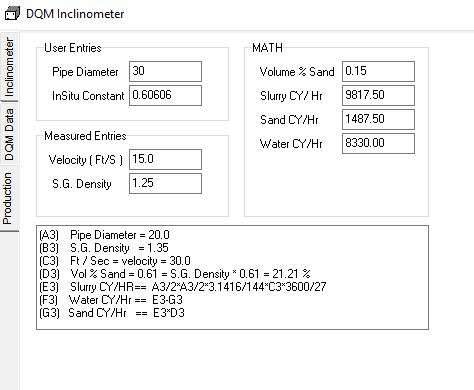 DQM Inclinometer
Inclinometer
DQM Data
Production
User Entries
Pipe Diameter 30
InSitu Constant 0.60606
Measured Entries
Velocity ( Ft/S ) 15.0
S.G. Density 1.25
MATH
Volume % Sand 0.15
Slurry CY/ Hr 9817.50
Sand CY/Hr 1487.50
Water CY/Hr 8330.00
(A3) Pipe Diameter = 20.0
(B3) S.G. Density = 1.35
(C3) Ft / Sec = velocity = 30.0
(D3) Vol % Sand = 0.61 = S.G. Density * 0.61 = 21.21 %
(E3) Slurry CY/HR== A3/2*A3/2*3.1416/144*C3*3600/27
(F3) Water CY/Hr == E3-G3
(G3) Sand CY/Hr == E3*D3